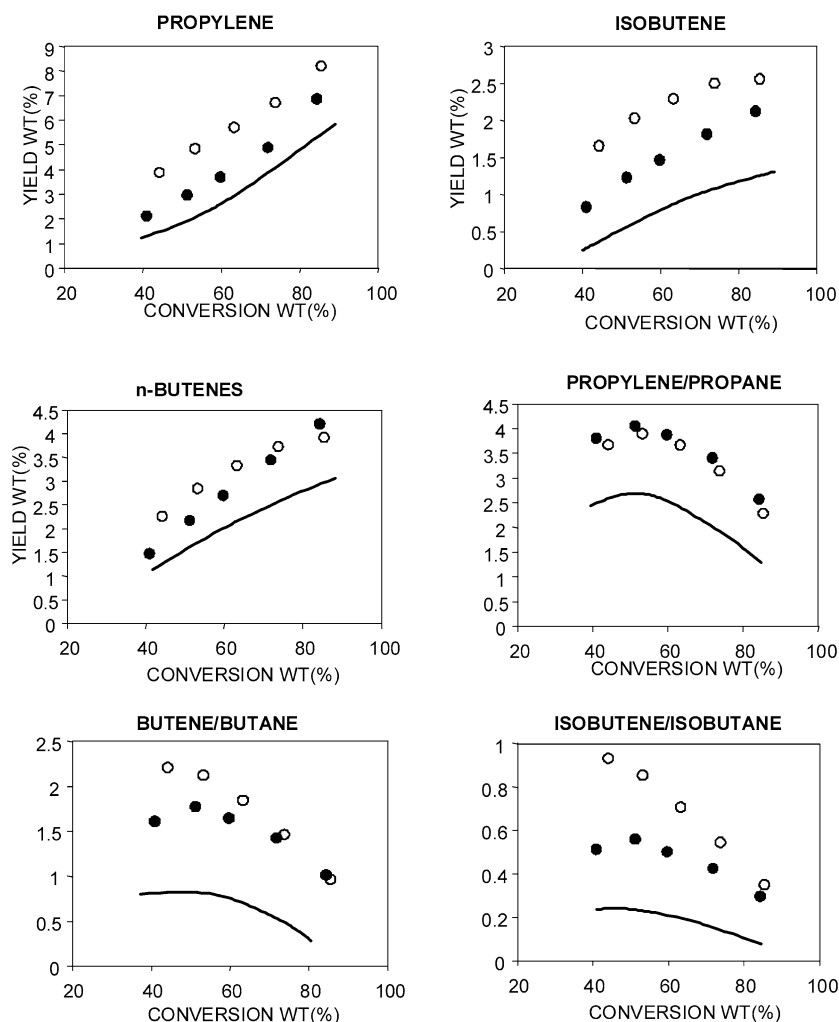 PROPYLENE
9
8
7
6
5
4
3
2
1
0
YIELD WT(%)
20 40 60 80 100
CONVERSION WT(%)
ISOBUTENE
3
2.5
2
1.5
1
0.5
0
YIELD WT(%)
20 40 60 80 100
CONVERSION WT(%)
n-BUTENES
4.5
4
3.5
3
2.5
2
1.5
1
0.5
0
YIELD WT(%)
20 40 60 80 100
CONVERSION WT(%)
PROPYLENE/PROPANE
4.5
4
3.5
3
2.5
2
1.5
1
0.5
0
20 40 60 80 100
CONVERSION WT(%)
BUTENE/BUTANE
2.5
2
1.5
1
0.5
0
20 40 60 80 100
CONVERSION WT(%)
ISOBUTENE/ISOBUTANE
1
0.8
0.6
0.4
0.2
0
20 40 60 80 100
CONVERSION WT(%)